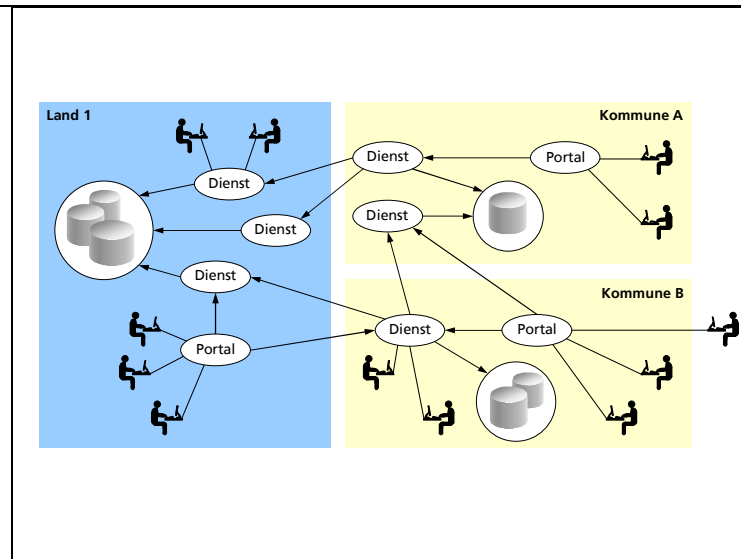 Land 1
Kommune A
Dienst
Portal
Dienst
Dienst
Dienst
Dienst
Kommune B
Dienst
Portal
Portal